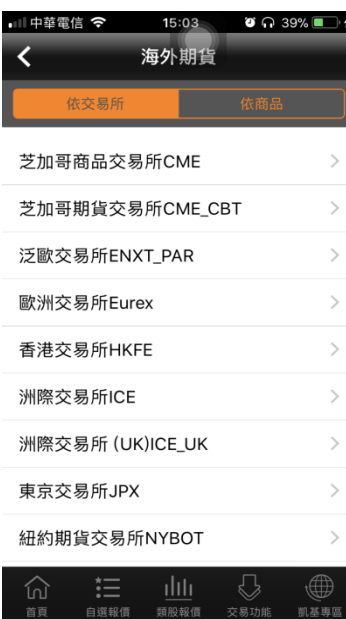 中華電信 15:03 39%
海外期貨
依交易所 依商品
芝加哥商品交易所CME
芝加哥期貨交易所CME_CBT
泛歐交易所ENXT_PAR
歐洲交易所Eurex
香港交易所HKFE
洲際交易所ICE
洲際交易所 (UK)ICE_UK
東京交易所JPX
紐約期貨交易所NYBOT
首頁 自選報價 類股報價 交易功能 凱基專區